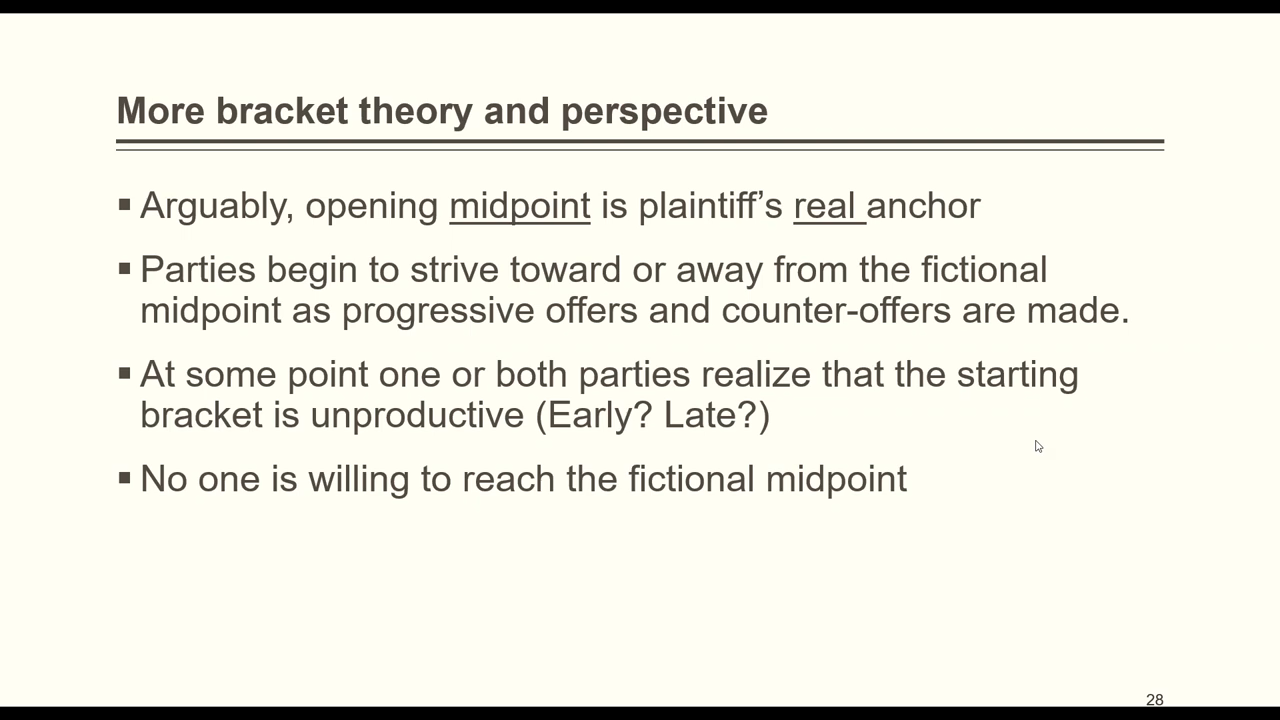 More bracket theory and perspective
▪ Arguably, opening midpoint is plaintiff’s real anchor
▪ Parties begin to strive toward or away from the fictional
midpoint as progressive offers and counter-offers are made.
▪ At some point one or both parties realize that the starting
bracket is unproductive (Early? Late?)
▪ No one is willing to reach the fictional midpoint
28